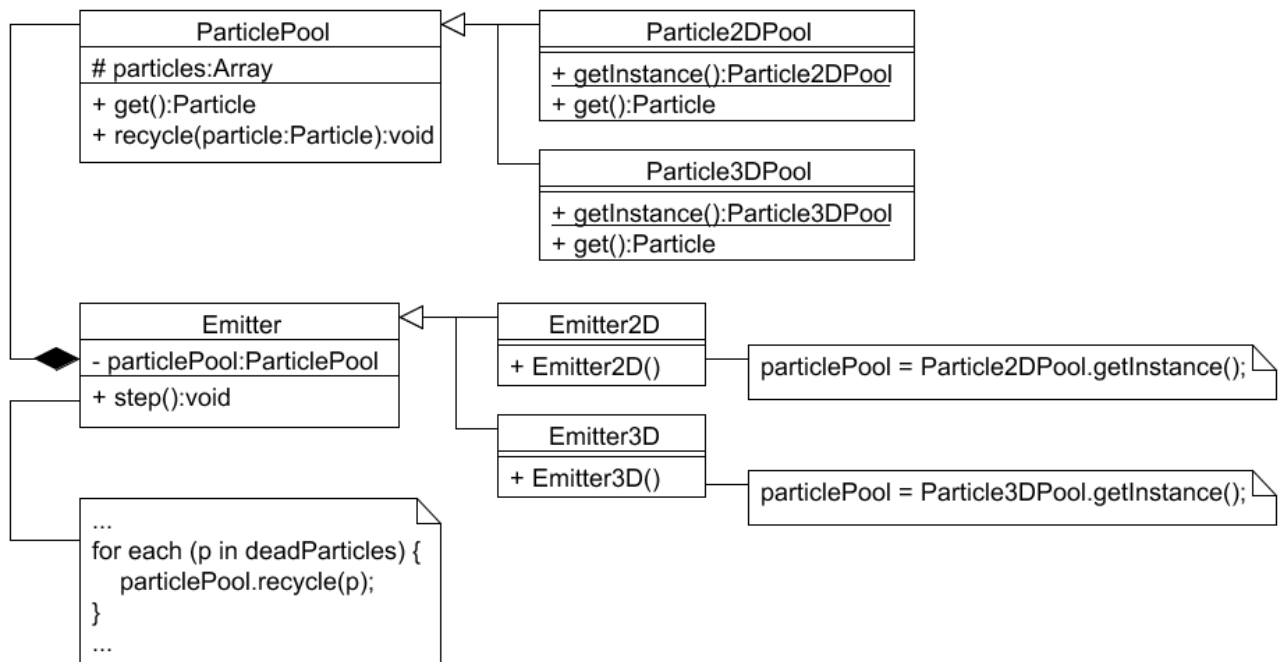 ParticlePool
# particles:Array
+ get():Particle
+ recycle(particle:Particle):void
Particle2DPool
+ getInstance():Particle2DPool
+ get():Particle
Particle3DPool
+ getInstance():Particle3DPool
+ get():Particle
Emitter
- particlePool:ParticlePool
+ step():void
Emitter2D
+ Emitter2D()
particlePool = Particle2DPool.getInstance();
Emitter3D
+ Emitter3D()
particlePool = Particle3DPool.getInstance();
...
for each (p in deadParticles) {
particlePool.recycle(p);
}
...